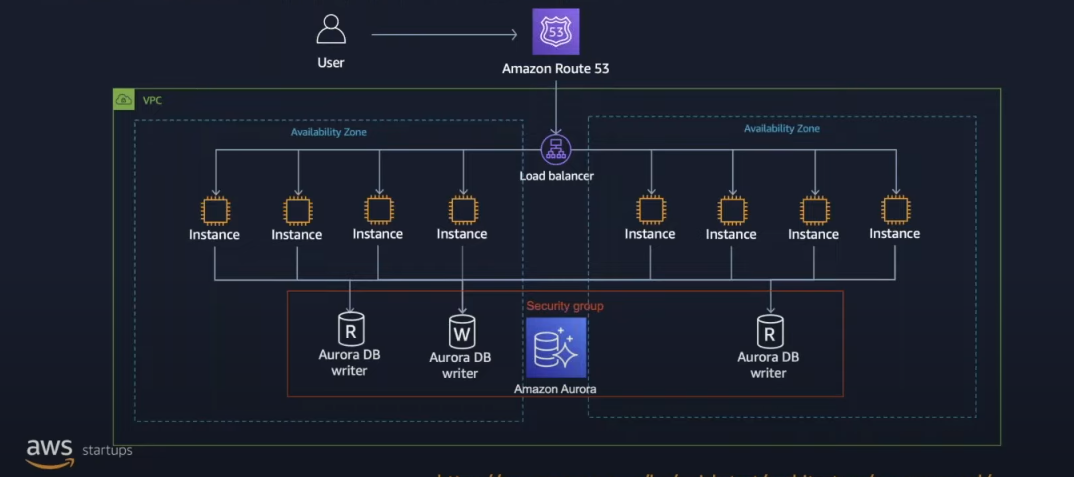 53
User
Amazon Route 53
VPC
Availability Zone
Availability Zone
Load balancer
Instance
Instance
Instance
Instance
Instance
Instance
Instance
Instance
Security group
R
W
R
Aurora DB
writer
Aurora DB
writer
Aurora DB
writer
Amazon Aurora
aws startups